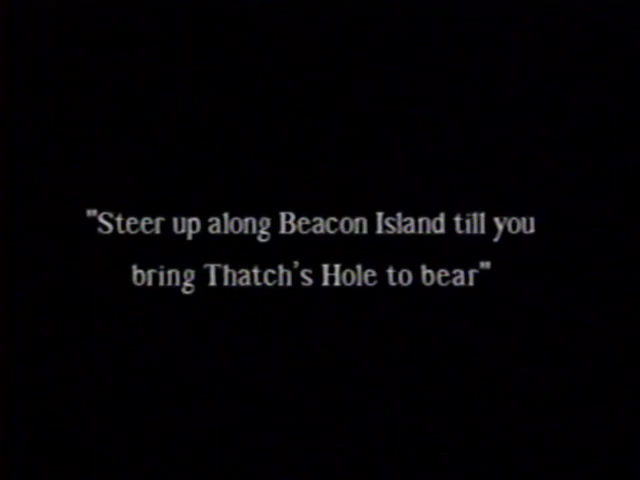 "Steer up along Beacon Island till you
bring Thatch's Hole to bear"